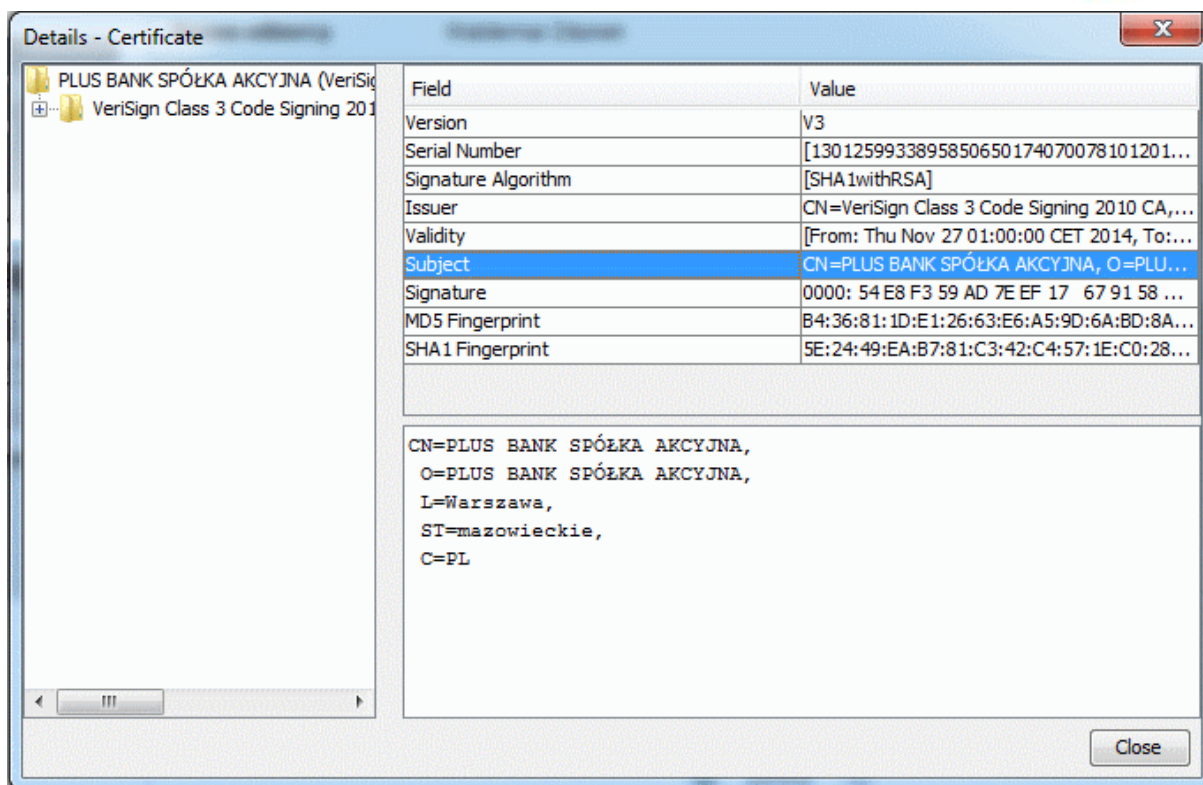 Details - Certificate
PLUS BANK SPÓŁKA AKCYJNA (VeriSig
VeriSign Class 3 Code Signing 201
Field Value
Version V3
Serial Number [1301259933895850650174070078101201...
Signature Algorithm [SHA1withRSA]
Issuer CN=VeriSign Class 3 Code Signing 2010 CA,...
Validity [From: Thu Nov 27 01:00:00 CET 2014, To:...
Subject CN=PLUS BANK SPÓŁKA AKCYJNA, O=PLU...
Signature 0000: 54 E8 F3 59 AD 7E EF 17 67 91 58 ...
MD5 Fingerprint B4:36:81:1D:E1:26:63:E6:A5:9D:6A:BD:8A...
SHA1 Fingerprint 5E:24:49:EA:B7:81:C3:42:C4:57:1E:C0:28...
CN=PLUS BANK SPÓŁKA AKCYJNA,
O=PLUS BANK SPÓŁKA AKCYJNA,
L=Warszawa,
ST=mazowieckie,
C=PL
Close